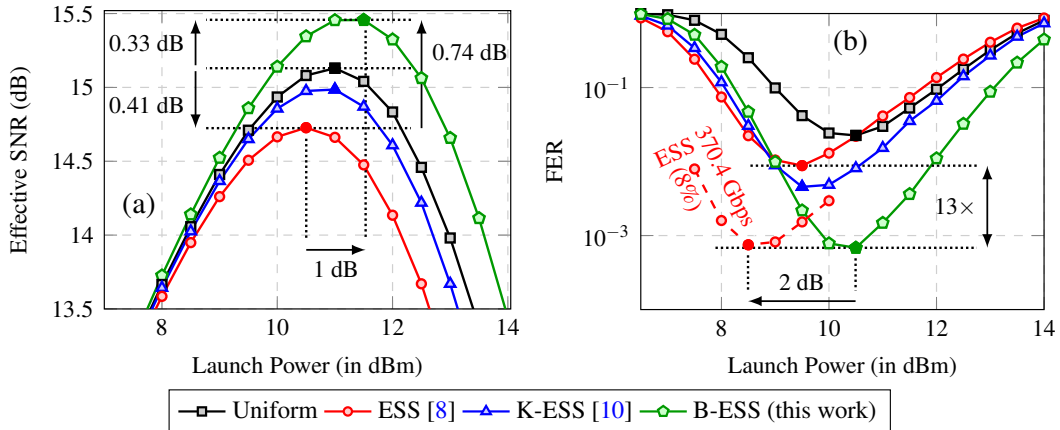 15.5
15
14.5
14
13.5
8
10
12
14
Effective SNR (dB)
Launch Power (in dBm)
0.33 dB
0.41 dB
0.74 dB
1 dB
(a)
10−1
10−3
8
10
12
14
FER
Launch Power (in dBm)
(b)
ESS
(8%)
370.4 Gbps
13×
2 dB
Uniform ESS [8] K-ESS [10] B-ESS (this work)